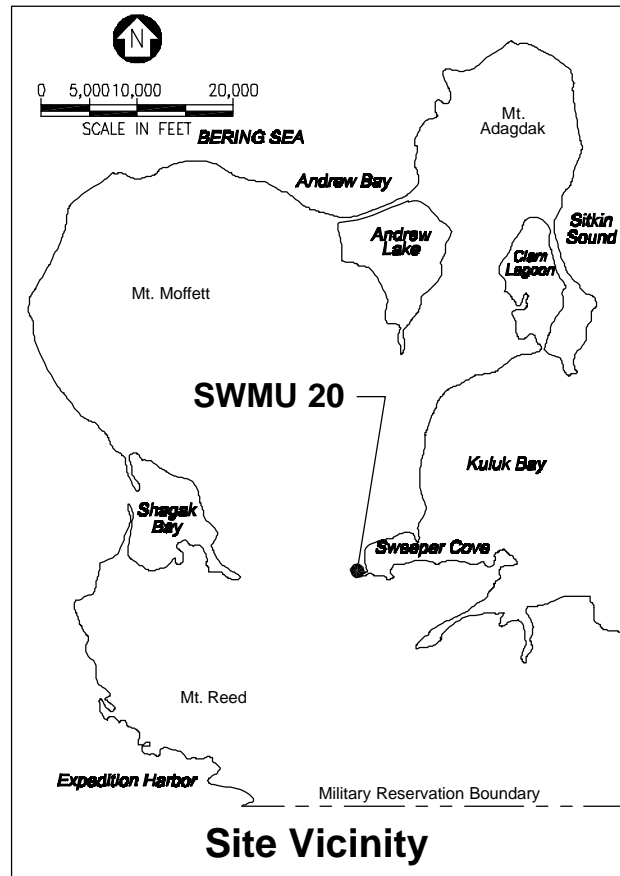 N
0 5,000 10,000 20,000
SCALE IN FEET
BERING SEA
Mt.
Adagdak
Andrew Bay
Andrew
Lake
Sitkin
Sound
Clam
Lagoon
Mt. Moffett
SWMU 20
Kuluk Bay
Shagak
Bay
Sweeper Cove
Mt. Reed
Expedition Harbor
Military Reservation Boundary
Site Vicinity